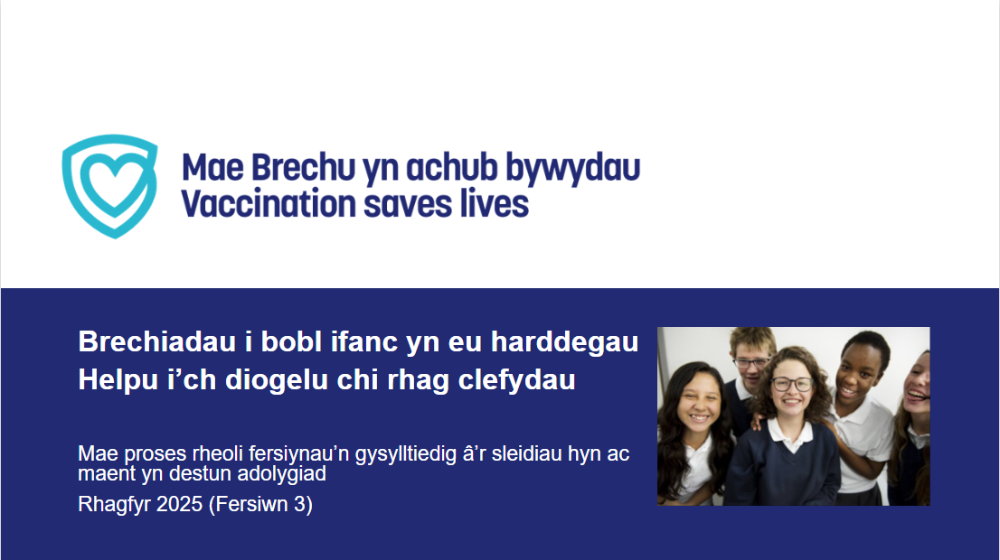 Mae Brechu yn achub bywydau
Vaccination saves lives
Brechiadau i bobl ifanc yn eu harddegau
Helpu i’ch diogelu chi rhag clefydau
Mae proses rheoli fersiynau’n gysylltiedig â’r sleidiau hyn ac
maent yn destun adolygiad
Rhagfyr 2025 (Fersiwn 3)